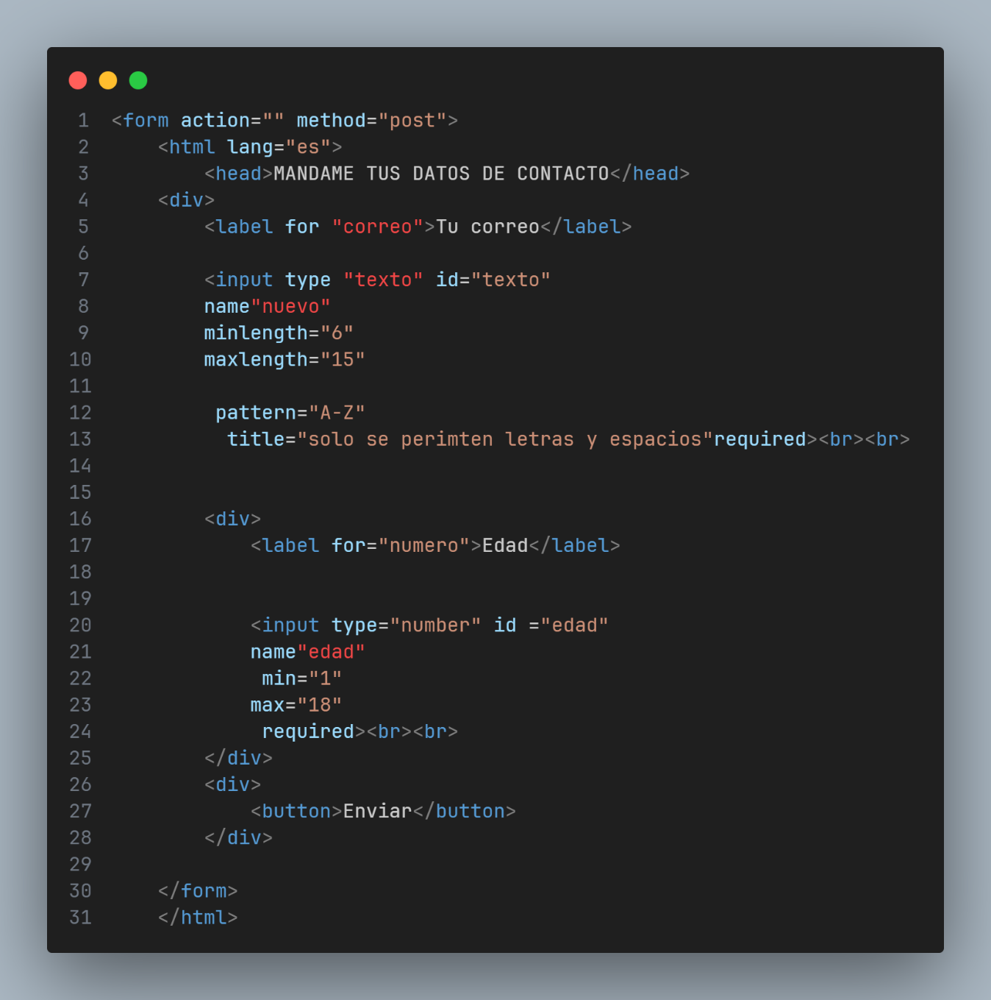 1 <form action="" method="post">
2     <html lang="es">
3         <head>MANDAME TUS DATOS DE CONTACTO</head>
4     <div>
5         <label for "correo">Tu correo</label>
6
7         <input type "texto" id="texto"
8         name"nuevo"
9         minlength="6"
10         maxlength="15"
11
12          pattern="A-Z"
13           title="solo se perimten letras y espacios"required><br><br>
14
15
16         <div>
17             <label for="numero">Edad</label>
18
19
20             <input type="number" id ="edad"
21             name"edad"
22              min="1"
23             max="18"
24              required><br><br>
25         </div>
26         <div>
27             <button>Enviar</button>
28         </div>
29
30     </form>
31     </html>